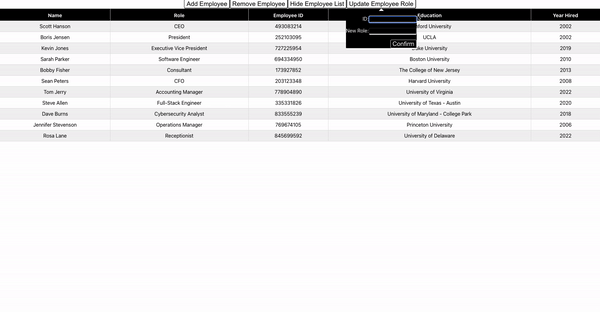 Add Employee Remove Employee Hide Employee List Update Employee Role
Name Role Employee ID Education Year Hired
ID:
New Role:
Confirm
Scott Hanson CEO 493083214 2002
Boris Jensen President 252103095 UCLA 2002
Kevin Jones Executive Vice President 727225954 University 2019
Sarah Parker Software Engineer 694334950 Boston University 2010
Bobby Fisher Consultant 173927852 The College of New Jersey 2013
Sean Peters CFO 203123348 Harvard University 2008
Tom Jerry Accounting Manager 778904890 University of Virginia 2022
Steve Allen Full-Stack Engineer 335331826 University of Texas - Austin 2020
Dave Burns Cybersecurity Analyst 833555239 University of Maryland - College Park 2018
Jennifer Stevenson Operations Manager 769674105 Princeton University 2006
Rosa Lane Receptionist 845699592 University of Delaware 2022